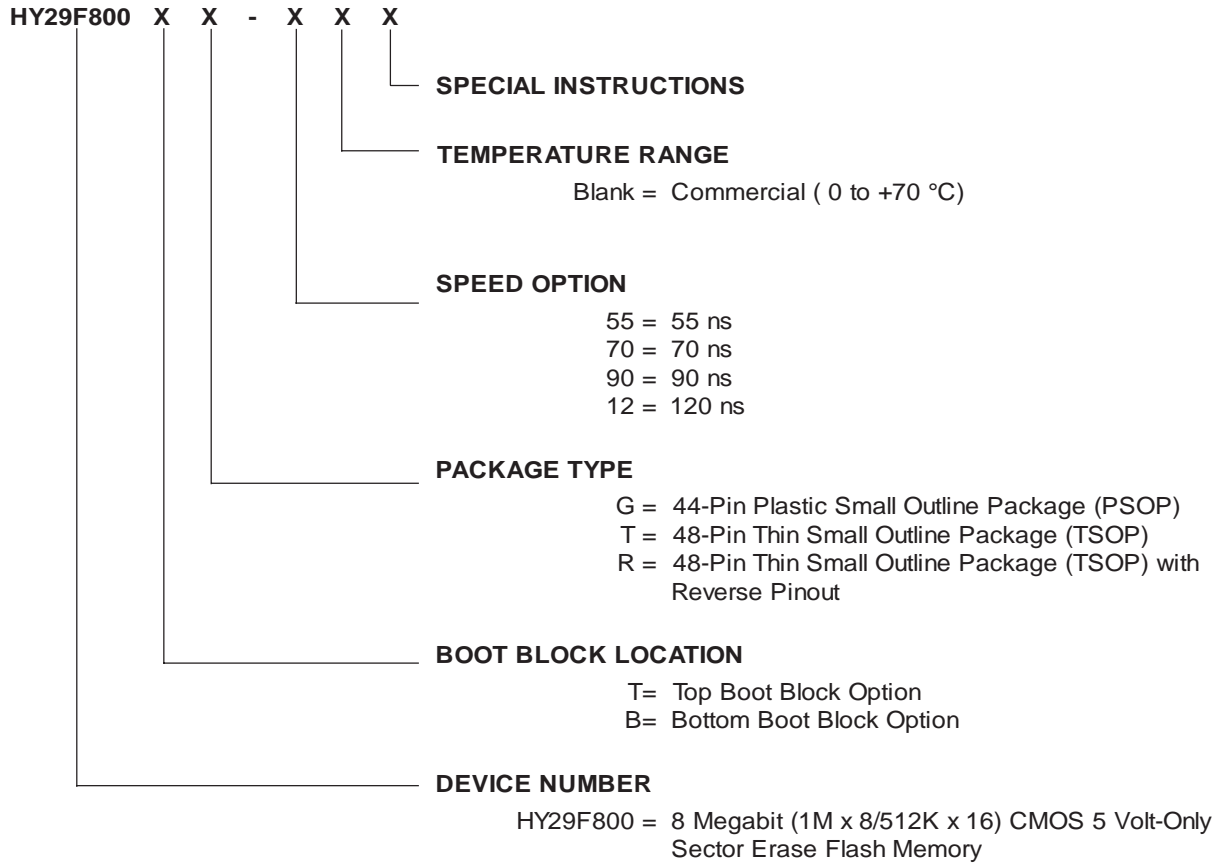 HY29F800 X X - X X X
SPECIAL INSTRUCTIONS
TEMPERATURE RANGE
Blank = Commercial ( 0 to +70 °C)
SPEED OPTION
55 = 55 ns
70 = 70 ns
90 = 90 ns
12 = 120 ns
PACKAGE TYPE
G = 44-Pin Plastic Small Outline Package (PSOP)
T = 48-Pin Thin Small Outline Package (TSOP)
R = 48-Pin Thin Small Outline Package (TSOP) with
Reverse Pinout
BOOT BLOCK LOCATION
T= Top Boot Block Option
B= Bottom Boot Block Option
DEVICE NUMBER
HY29F800 = 8 Megabit (1M x 8/512K x 16) CMOS 5 Volt-Only
Sector Erase Flash Memory